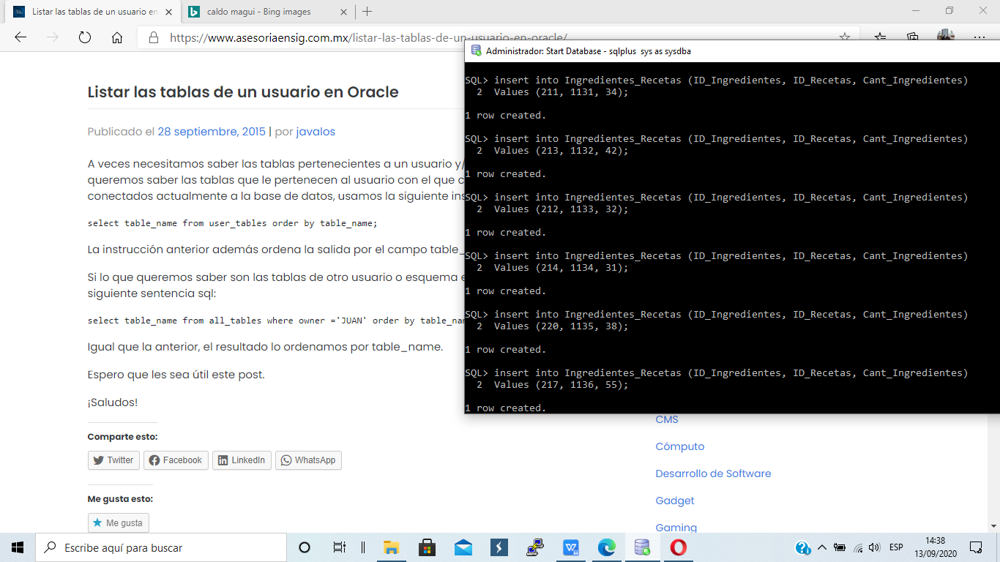 Listar las tablas de un usuario en
caldo magui - Bing images
https://www.asesoriaensig.com.mx/listar-las-tablas-de-un-usuario-en-oracle/
Listar las tablas de un usuario en Oracle
Publicado el 28 septiembre, 2015 | por javalos
A veces necesitamos saber las tablas pertenecientes a un usuario y/
queremos saber las tablas que le pertenecen al usuario con el que
conectados actualmente a la base de datos, usamos la siguiente
select table_name from user_tables order by table_name;
La instrucción anterior además ordena la salida por el campo table_
Si lo que queremos saber son las tablas de otro usuario o esquema
siguiente sentencia sql:
select table_name from all_tables where owner ='JUAN' order by
Igual que la anterior, el resultado lo ordenamos por table_name.
Espero que les sea útil este post.
¡Saludos!
Comparte esto:
Twitter
Facebook
LinkedIn
WhatsApp
Me gusta esto:
Me gusta
Administrador: Start Database - sqlplus sys as sysdba
SQL> insert into Ingredientes_Recetas (ID_Ingredientes, ID_Recetas, Cant_Ingredientes)
2 Values (211, 1131, 34);
1 row created.
SQL> insert into Ingredientes_Recetas (ID_Ingredientes, ID_Recetas, Cant_Ingredientes)
2 Values (213, 1132, 42);
1 row created.
SQL> insert into Ingredientes_Recetas (ID_Ingredientes, ID_Recetas, Cant_Ingredientes)
2 Values (212, 1133, 32);
1 row created.
SQL> insert into Ingredientes_Recetas (ID_Ingredientes, ID_Recetas, Cant_Ingredientes)
2 Values (214, 1134, 31);
1 row created.
SQL> insert into Ingredientes_Recetas (ID_Ingredientes, ID_Recetas, Cant_Ingredientes)
2 Values (220, 1135, 38);
1 row created.
SQL> insert into Ingredientes_Recetas (ID_Ingredientes, ID_Recetas, Cant_Ingredientes)
2 Values (217, 1136, 55);
1 row created.
CMS
Cómputo
Desarrollo de Software
Gadget
Gaming
Escribe aquí para buscar
ESP
14:38
13/09/2020